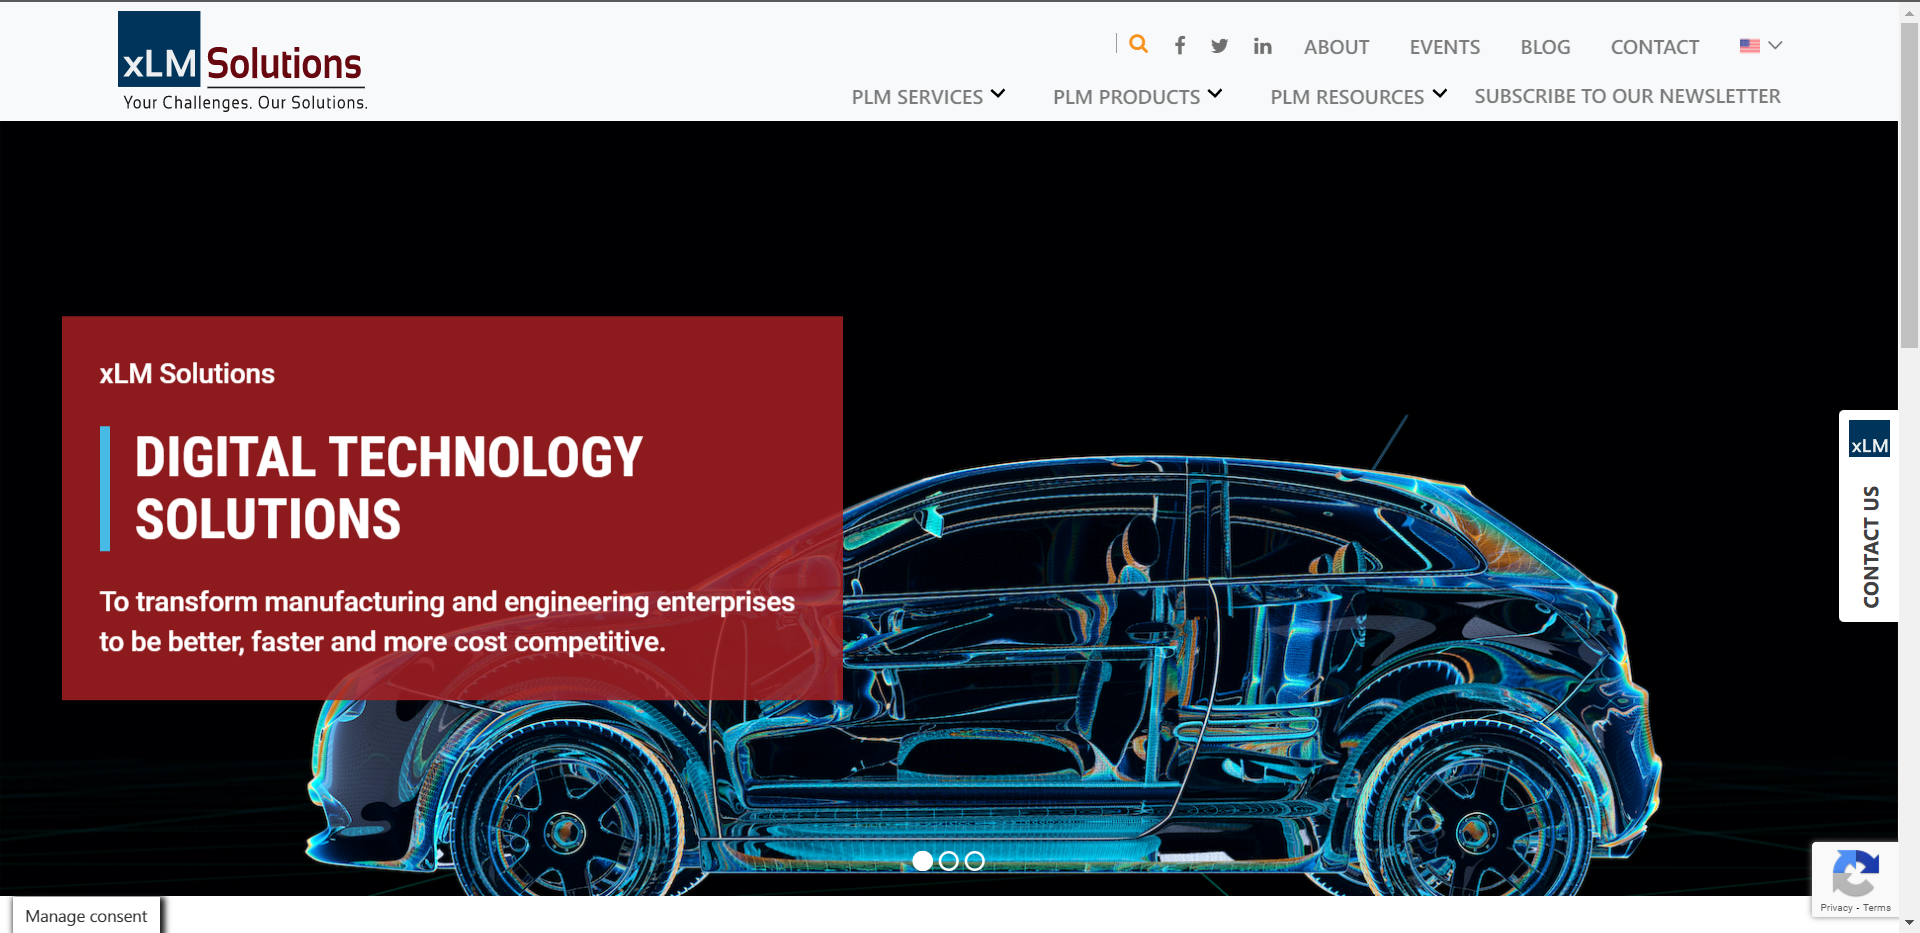 xLM Solutions
Your Challenges. Our Solutions.
ABOUT
EVENTS
BLOG
CONTACT
PLM SERVICES
PLM PRODUCTS
PLM RESOURCES
SUBSCRIBE TO OUR NEWSLETTER
xLM Solutions
DIGITAL TECHNOLOGY
SOLUTIONS
To transform manufacturing and engineering enterprises
to be better, faster and more cost competitive.
xLM
CONTACT US
Privacy - Terms
Manage consent